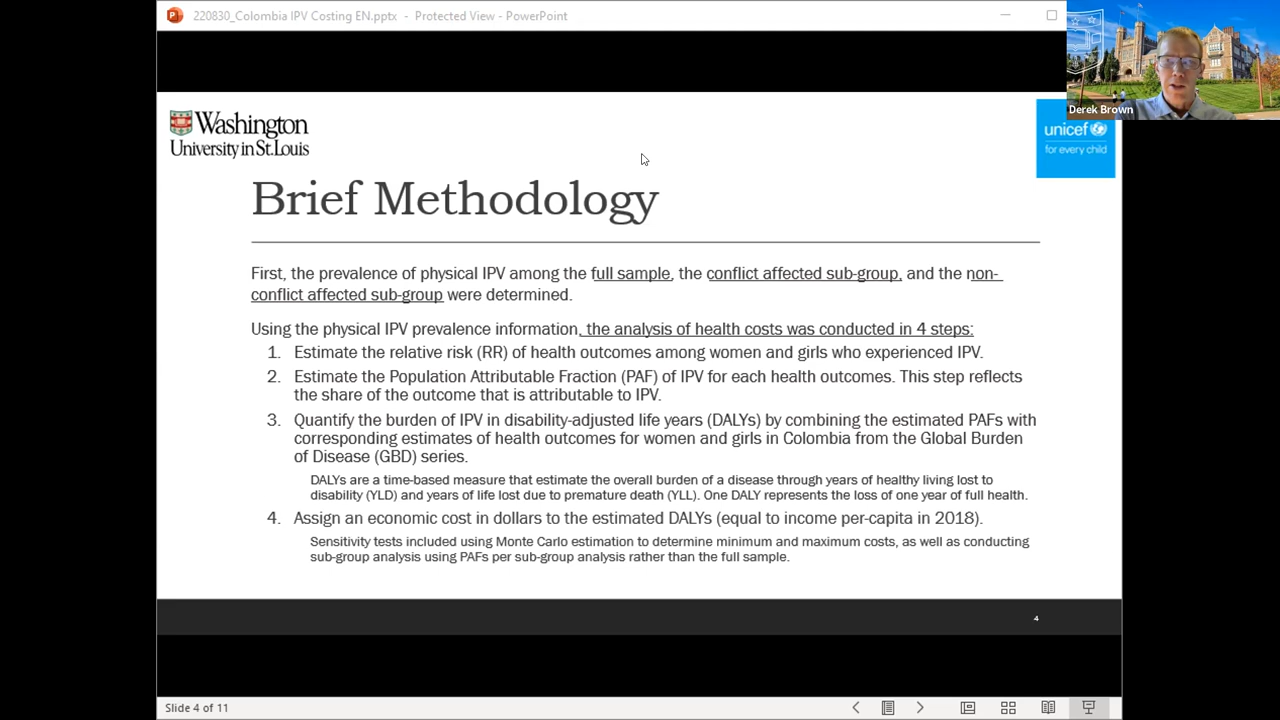 220830_Colombia IPV Costing EN.pptx - Protected View - PowerPoint
Derek Brown
Washington
University in St. Louis
unicef
for every child
Brief Methodology
First, the prevalence of physical IPV among the full sample, the conflict affected sub-group, and the non-
conflict affected sub-group were determined.
Using the physical IPV prevalence information, the analysis of health costs was conducted in 4 steps:
1. Estimate the relative risk (RR) of health outcomes among women and girls who experienced IPV.
2. Estimate the Population Attributable Fraction (PAF) of IPV for each health outcomes. This step reflects
the share of the outcome that is attributable to IPV.
3. Quantify the burden of IPV in disability-adjusted life years (DALYs) by combining the estimated PAFs with
corresponding estimates of health outcomes for women and girls in Colombia from the Global Burden
of Disease (GBD) series.
DALYs are a time-based measure that estimate the overall burden of a disease through years of healthy living lost to
disability (YLD) and years of life lost due to premature death (YLL). One DALY represents the loss of one year of full health.
4. Assign an economic cost in dollars to the estimated DALYs (equal to income per-capita in 2018).
Sensitivity tests included using Monte Carlo estimation to determine minimum and maximum costs, as well as conducting
sub-group analysis using PAFs per sub-group analysis rather than the full sample.
4
Slide 4 of 11